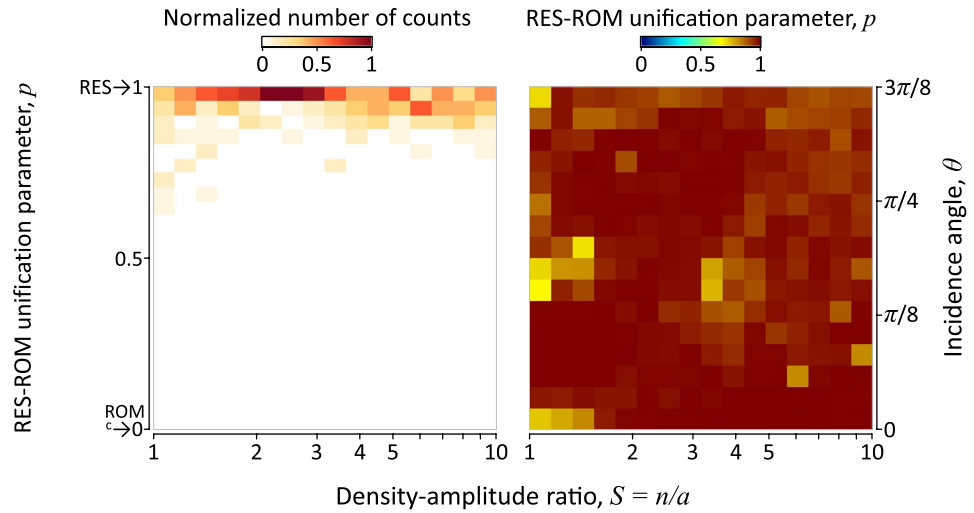 Normalized number of counts
0 0.5 1
RES-ROM unification parameter, p
0 0.5 1
RES-ROM unification parameter, p
RES→1
0.5
ROM
c→0
1 2 3 4 5 10
1 2 3 4 5 10
3π/8
π/4
π/8
0
Incidence angle, θ
Density-amplitude ratio, S = n/a